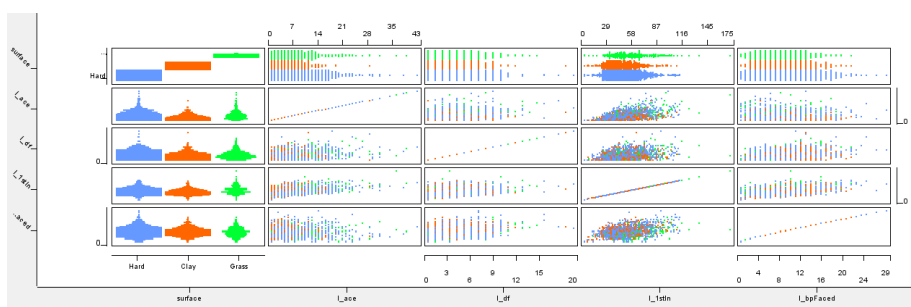 0 7 14 21 28 35 43
0 29 58 87 116 145 175
surface
Hard
l_ace
0
l_df
0
l_1stIn
0
...aced
0
Hard Clay Grass
0 3 6 9 12 15 20
0 4 8 12 16 20 24 29
surface l_ace l_df l_1stIn l_bpFaced